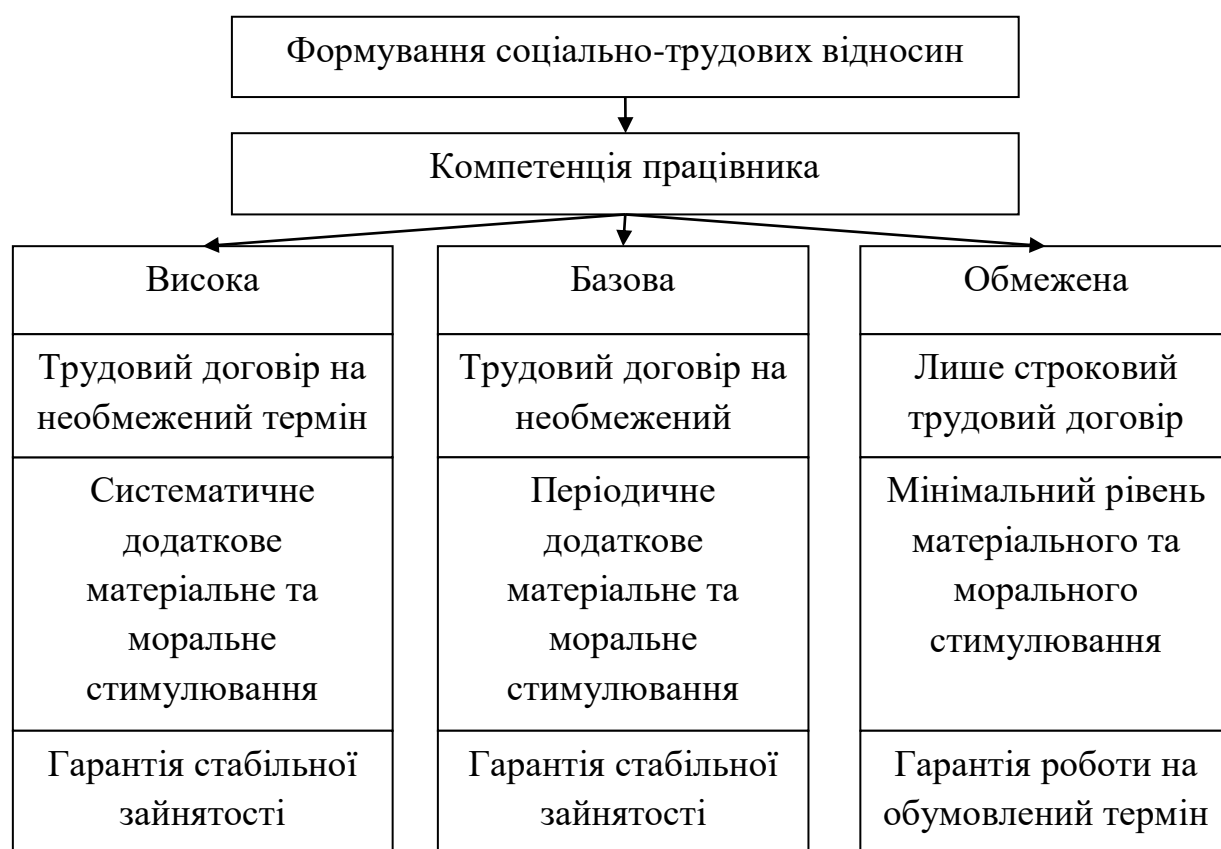 Формування соціально-трудових відносин
Компетенція працівника
Висока
Трудовий договір на
необмежений термін
Систематичне
додаткове
матеріальне та
моральне
стимулювання
Гарантія стабільної
зайнятості
Базова
Трудовий договір на
необмежений
Періодичне
додаткове
матеріальне та
моральне
стимулювання
Гарантія стабільної
зайнятості
Обмежена
Лише строковий
трудовий договір
Мінімальний рівень
матеріального та
морального
стимулювання
Гарантія роботи на
обумовлений термін